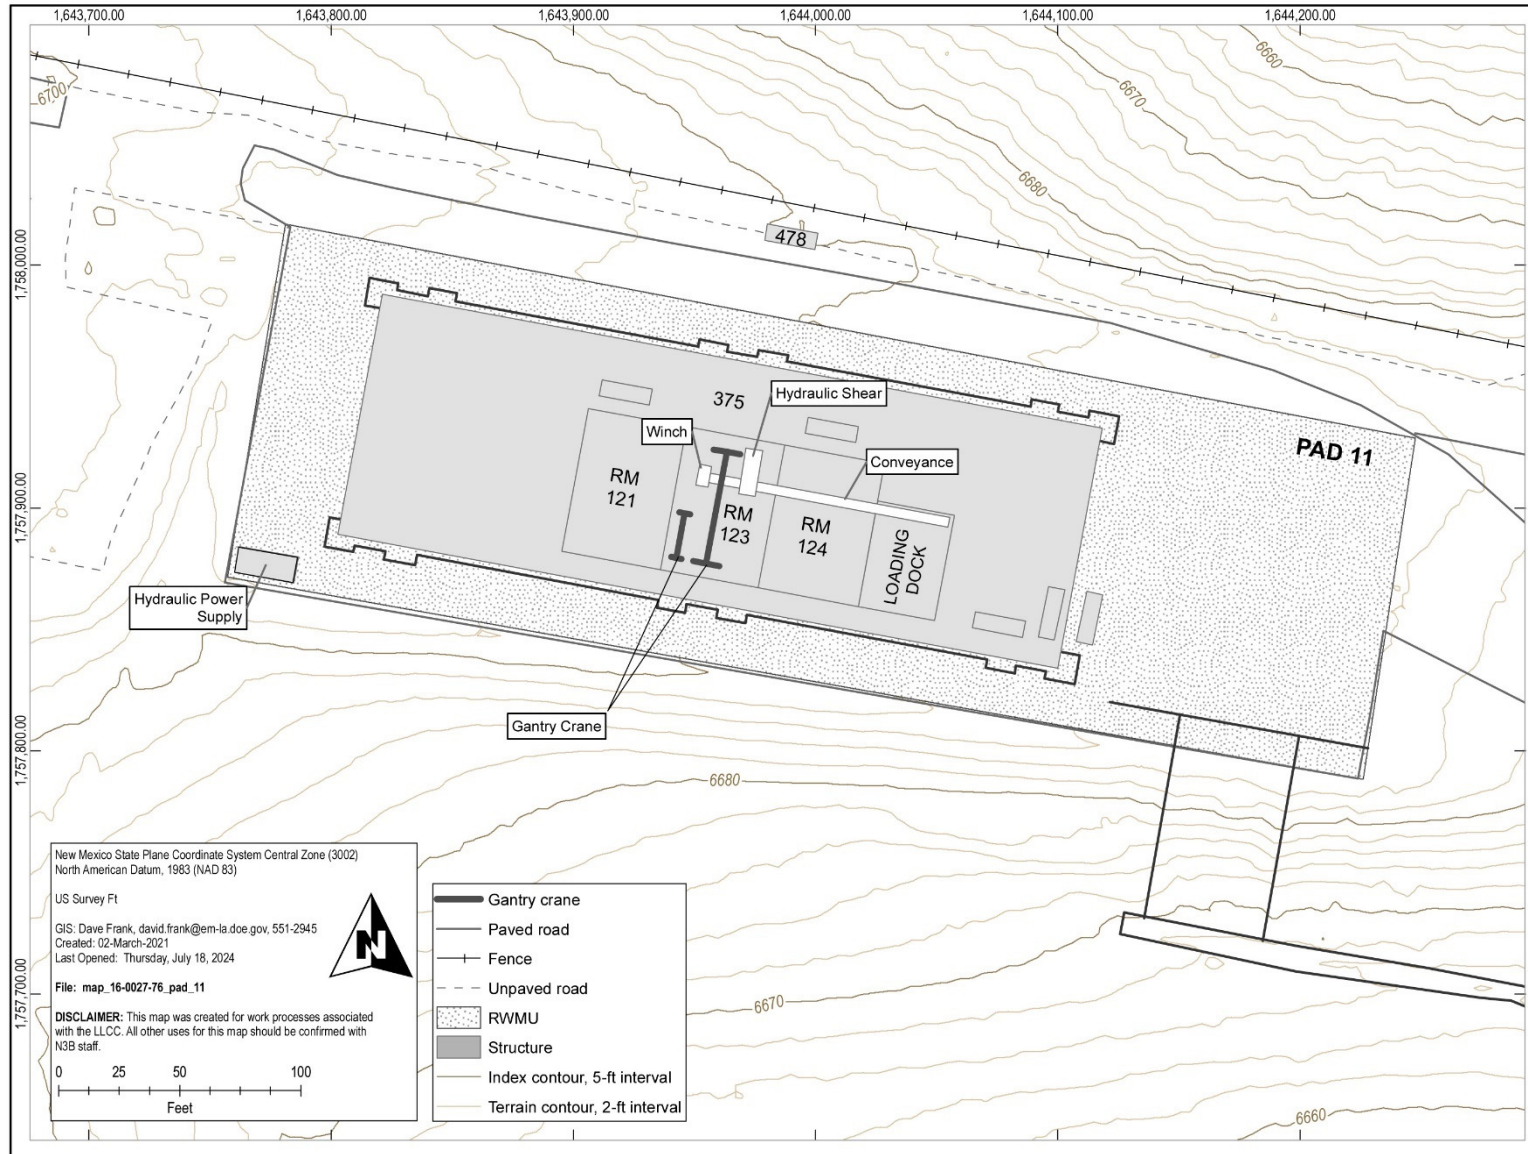 1,643,700.00
1,643,800.00
1,643,900.00
1,644,000.00
1,644,100.00
1,644,200.00
1,758,000.00
1,757,900.00
1,757,800.00
1,757,700.00
6700
6660
6670
6680
478
375
Hydraulic Shear
Winch
Conveyance
PAD 11
RM
121
RM
123
RM
124
LOADING
DOCK
Hydraulic Power
Supply
Gantry Crane
6680
6670
6660
New Mexico State Plane Coordinate System Central Zone (3002)
North American Datum, 1983 (NAD 83)
US Survey Ft
GIS: Dave Frank, david.frank@em-la.doe.gov, 551-2945
Created: 02-March-2021
Last Opened: Thursday, July 18, 2024
File: map_16-0027-76_pad_11
DISCLAIMER: This map was created for work processes associated
with the LLCC. All other uses for this map should be confirmed with
N3B staff.
N
0 25 50 100
Feet
Gantry crane
Paved road
Fence
Unpaved road
RWMU
Structure
Index contour, 5-ft interval
Terrain contour, 2-ft interval